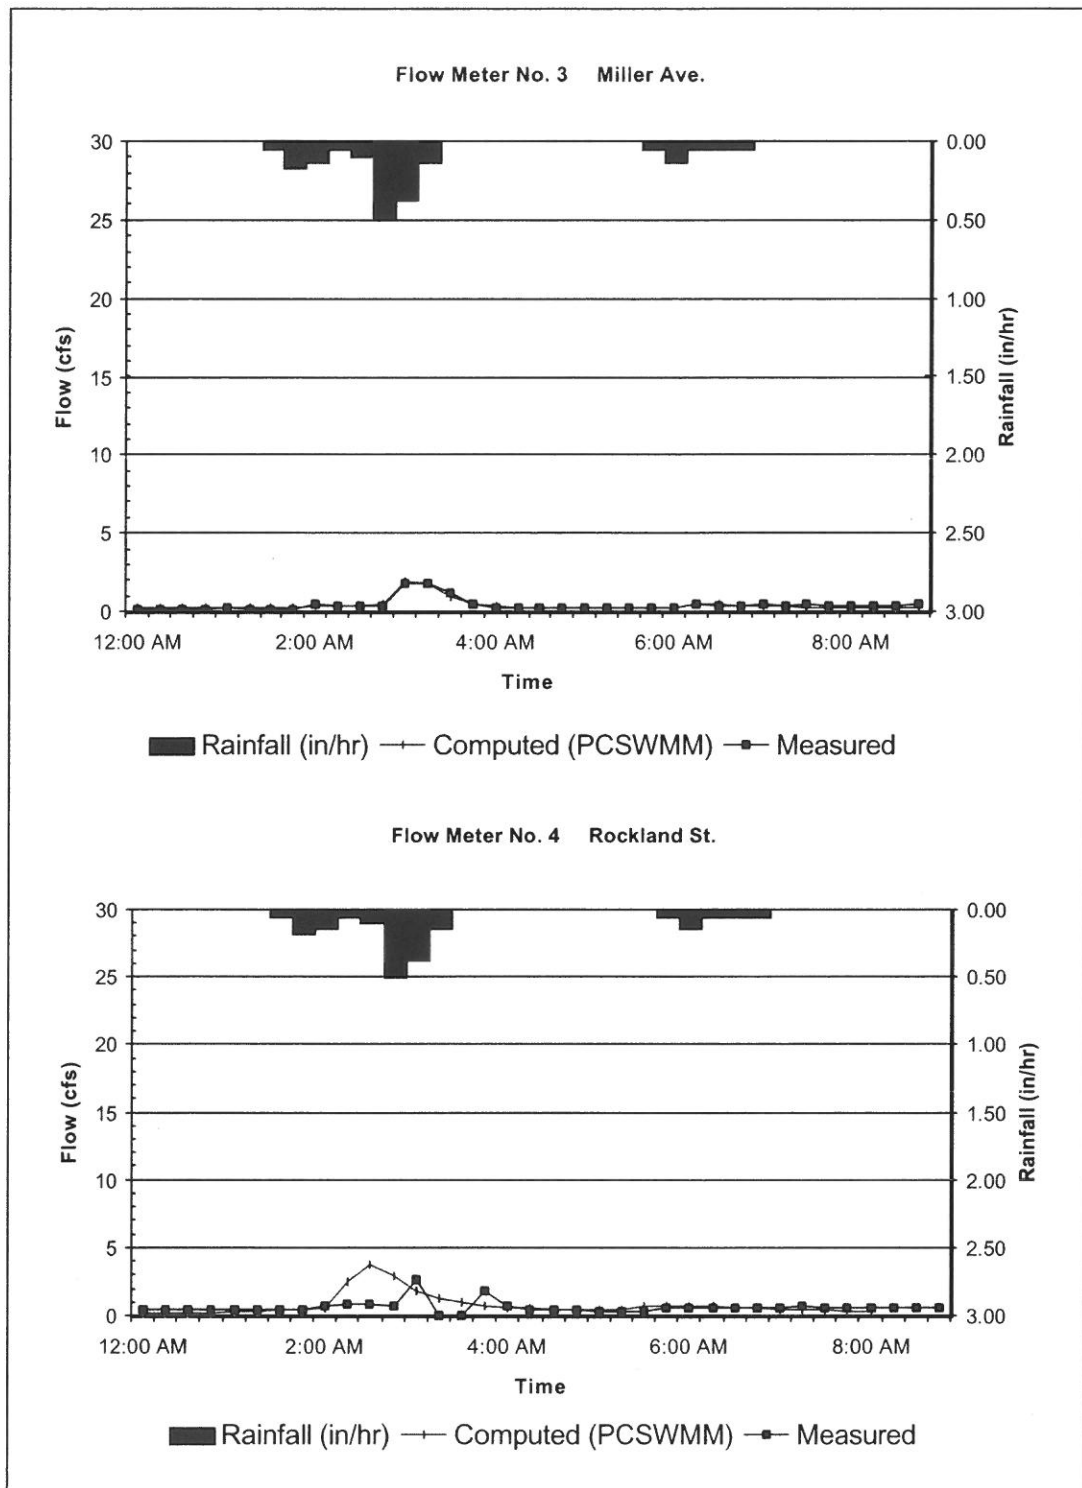 Flow Meter No. 3 Miller Ave.
30 0.00
25 0.50
20 1.00
15 1.50
10 2.00
5 2.50
0 3.00
Flow (cfs)
Rainfall (in/hr)
12:00 AM 2:00 AM 4:00 AM 6:00 AM 8:00 AM
Time
Rainfall (in/hr) Computed (PCSWMM) Measured
Flow Meter No. 4 Rockland St.
30 0.00
25 0.50
20 1.00
15 1.50
10 2.00
5 2.50
0 3.00
Flow (cfs)
Rainfall (in/hr)
12:00 AM 2:00 AM 4:00 AM 6:00 AM 8:00 AM
Time
Rainfall (in/hr) Computed (PCSWMM) Measured